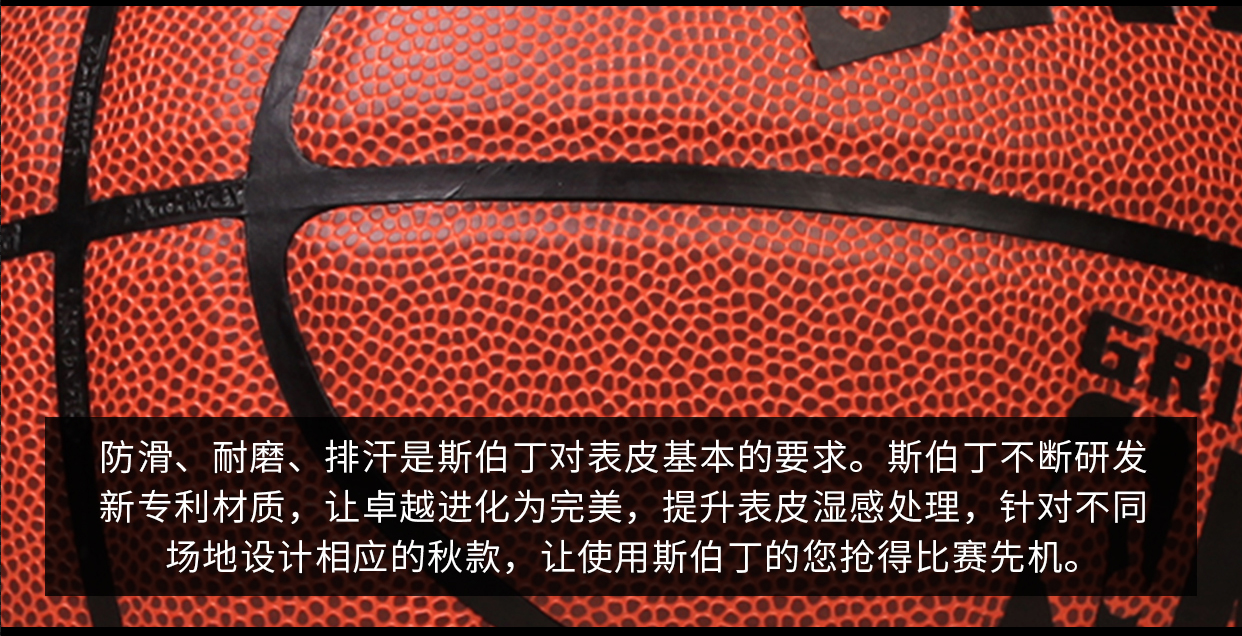 GRI
防滑、耐磨、排汗是斯伯丁对表皮基本的要求。斯伯丁不断研发
新专利材质，让卓越进化为完美，提升表皮湿感处理，针对不同
场地设计相应的秋款，让使用斯伯丁的您抢得比赛先机。